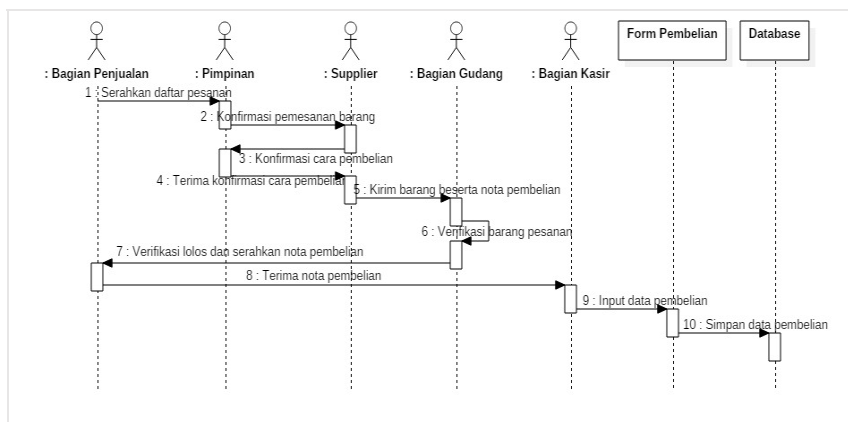 Form Pembelian
Database
: Bagian Penjualan
: Pimpinan
: Supplier
: Bagian Gudang
: Bagian Kasir
1 : Serahkan daftar pesanan
2 : Konfirmasi pemesanan barang
3 : Konfirmasi cara pembelian
4 : Terima konfirmasi cara pembelian
5 : Kirim barang beserta nota pembelian
6 : Verifikasi barang pesanan
7 : Verifikasi lolos dan serahkan nota pembelian
8 : Terima nota pembelian
9 : Input data pembelian
10 : Simpan data pembelian